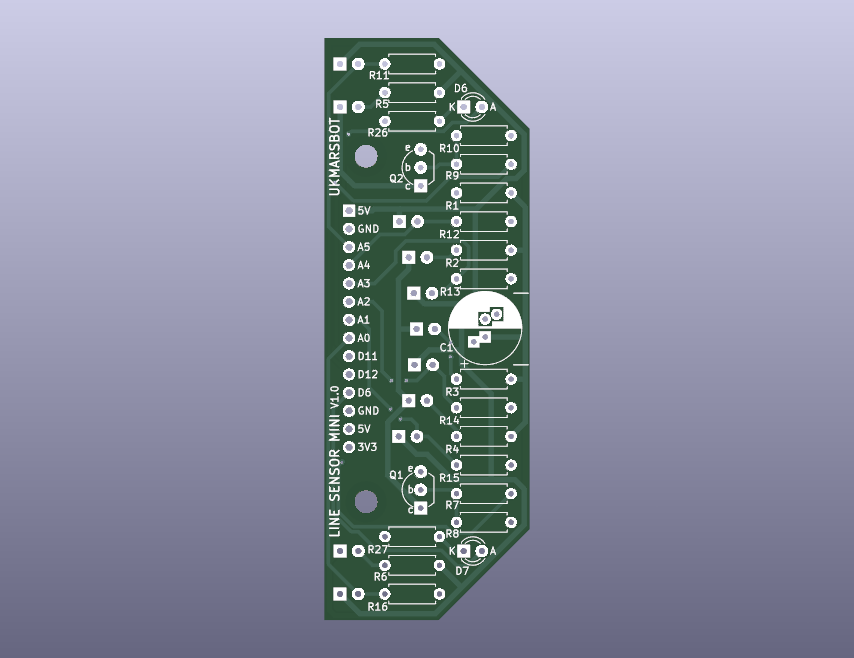 R11
D6
R5
K A
R26
UKMARSBOT
R10
e
b
c
Q2
R9
R1
5V
GND
R12
A5
R2
A4
A3
R13
A2
A1
A0
C1
D11
+
D12
R3
D6
GND
R14
5V
R4
3V3
LINE SENSOR MINI V1.0
e
b
c
Q1
R15
R7
R8
R27
K A
D7
R6
R16